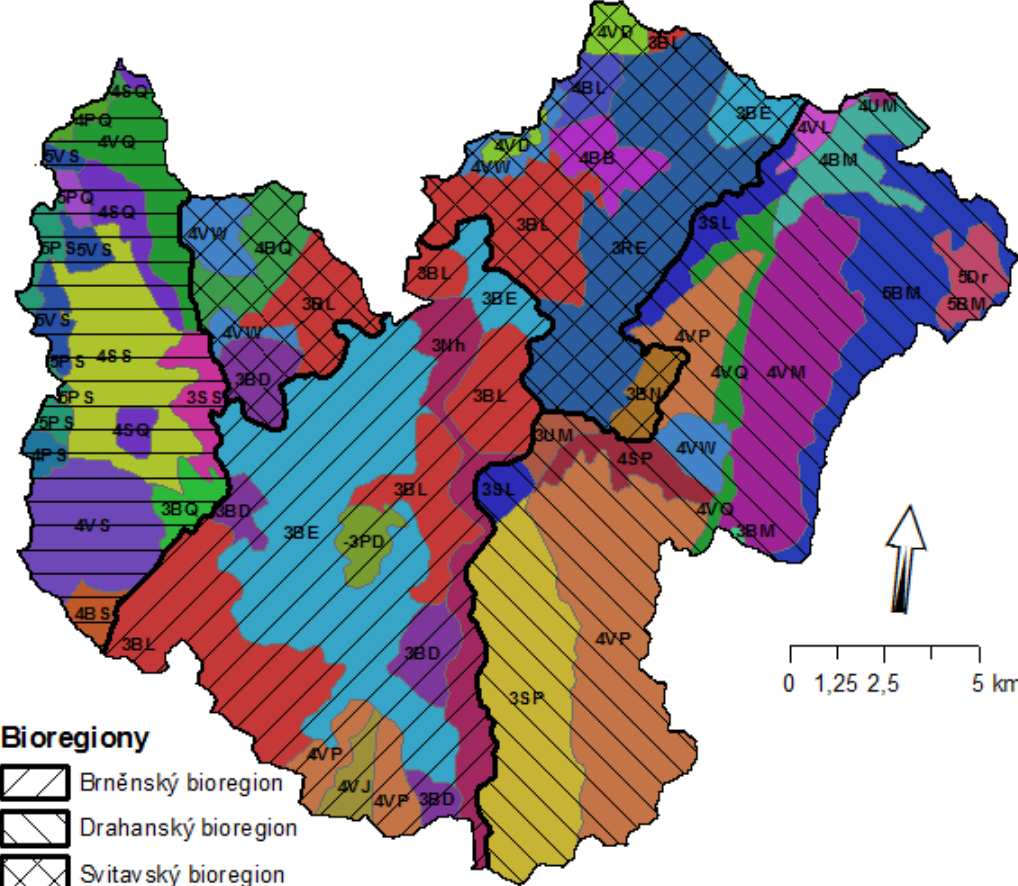 4VD
3BL
4SQ
4BL
4PQ
3BE
4UM
4VQ
4VL
4VD
5VS
4BB
4BM
4VW
5PQ
4SQ
3BL
3SL
4VW
4BQ
3RE
5PS
5VS
3BL
5Dr
3BE
5BM
3BL
5BM
5VS
4VW
4VP
3Nh
4SS
5PS
4VQ
4VM
3BD
3BN
5PS
3SS
3BL
5PS
4SQ
3UM
4VW
4PS
4SP
3BL
3SL
3BQ
3BD
4VQ
4VS
3BE
3BM
-3PD
4BS
3BL
4VP
3BD
3SP
0 1,25 2,5 5 km
Bioregiony
4VP
Brněnský bioregion
4VJ
4VP
3BD
Drahanský bioregion
Svitavský bioregion